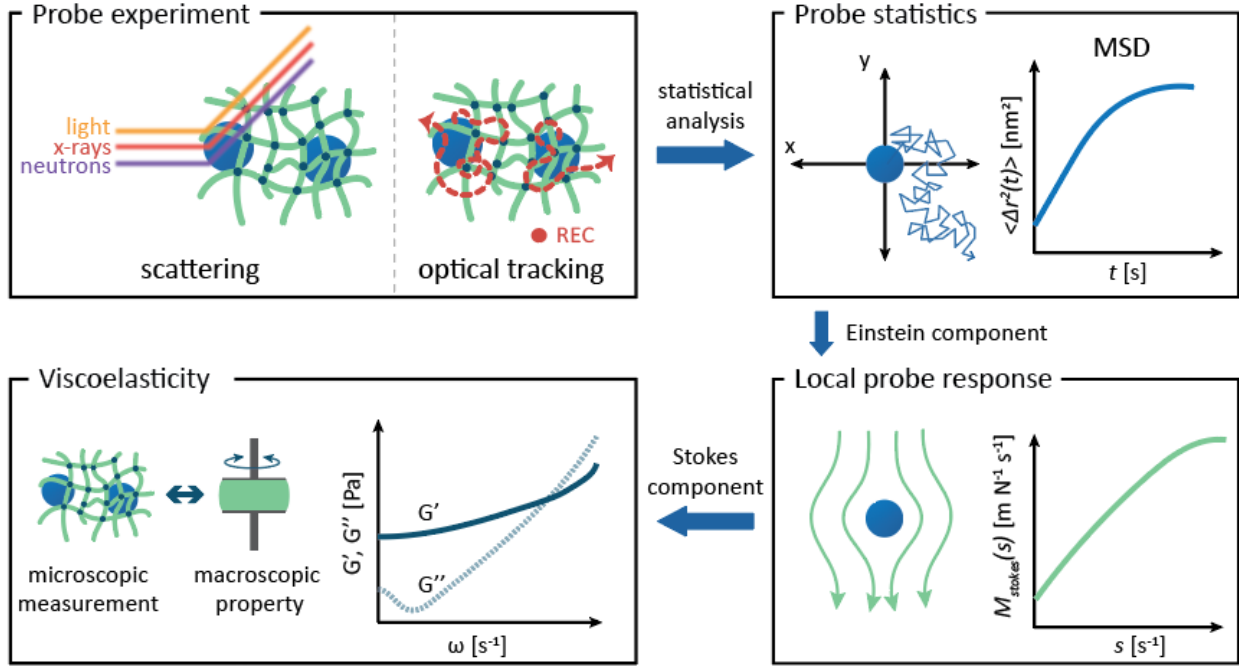 Probe experiment
light
x-rays
neutrons
REC
scattering
optical tracking
statistical
analysis
Probe statistics
y
x
MSD
<Δr²(t)> [nm²]
t [s]
Einstein component
Local probe response
M_stokes(s) [m N⁻¹ s⁻¹]
s [s⁻¹]
Stokes
component
Viscoelasticity
microscopic
measurement
macroscopic
property
G', G'' [Pa]
G'
G''
ω [s⁻¹]